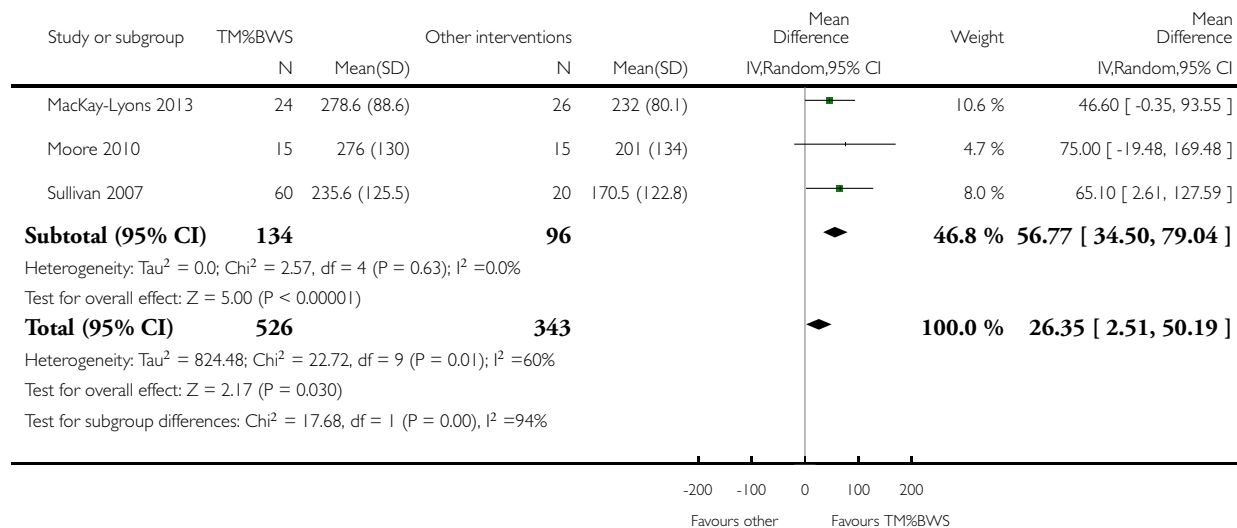 Study or subgroup TM%BWS Other interventions Mean Difference Weight Mean Difference
N Mean(SD) N Mean(SD) IV,Random,95% CI IV,Random,95% CI
MacKay-Lyons 2013 24 278.6 (88.6) 26 232 (80.1) 10.6 % 46.60 [ -0.35, 93.55 ]
Moore 2010 15 276 (130) 15 201 (134) 4.7 % 75.00 [ -19.48, 169.48 ]
Sullivan 2007 60 235.6 (125.5) 20 170.5 (122.8) 8.0 % 65.10 [ 2.61, 127.59 ]
Subtotal (95% CI) 134 96 46.8 % 56.77 [ 34.50, 79.04 ]
Heterogeneity: Tau² = 0.0; Chi² = 2.57, df = 4 (P = 0.63); I² =0.0%
Test for overall effect: Z = 5.00 (P < 0.00001)
Total (95% CI) 526 343 100.0 % 26.35 [ 2.51, 50.19 ]
Heterogeneity: Tau² = 824.48; Chi² = 22.72, df = 9 (P = 0.01); I² =60%
Test for overall effect: Z = 2.17 (P = 0.030)
Test for subgroup differences: Chi² = 17.68, df = 1 (P = 0.00), I² =94%
-200 -100 0 100 200
Favours other Favours TM%BWS